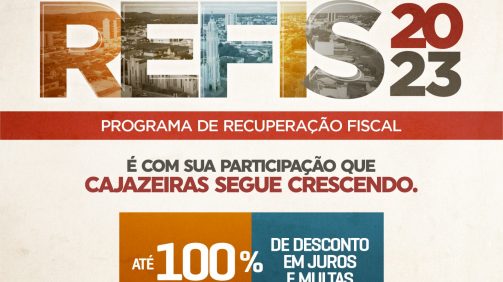 REFIS 2023
PROGRAMA DE RECUPERAÇÃO FISCAL
É COM SUA PARTICIPAÇÃO QUE
CAJAZEIRAS SEGUE CRESCENDO.
ATÉ 100% DE DESCONTO
EM JUROS
E MULTAS